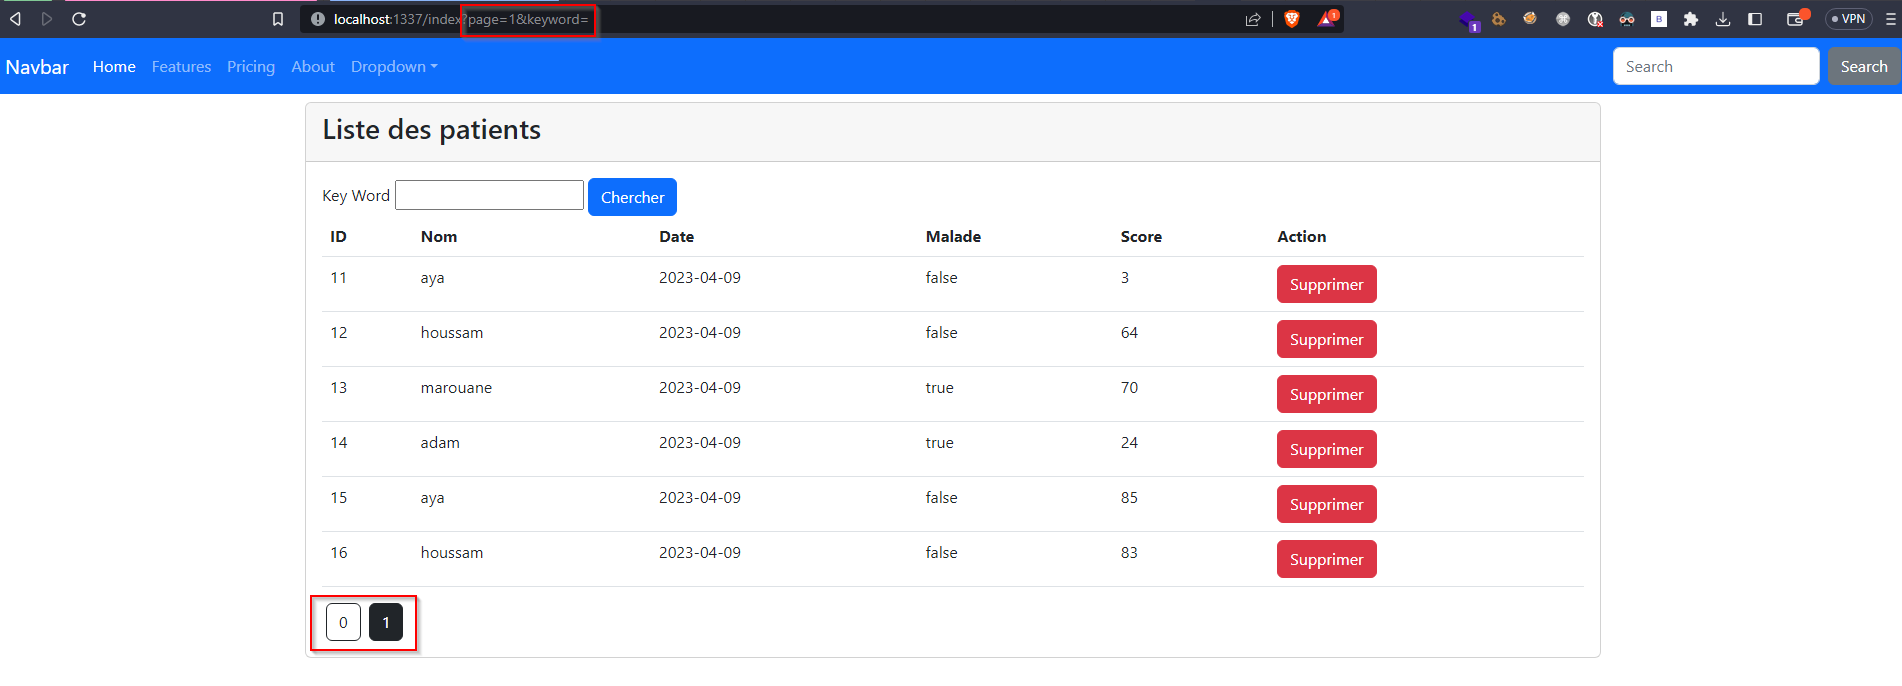 localhost:1337/index?page=1&keyword=
1
1
VPN
Navbar Home Features Pricing About Dropdown Search Search
Liste des patients
Key Word Chercher
ID Nom Date Malade Score Action
11 aya 2023-04-09 false 3 Supprimer
12 houssam 2023-04-09 false 64 Supprimer
13 marouane 2023-04-09 true 70 Supprimer
14 adam 2023-04-09 true 24 Supprimer
15 aya 2023-04-09 false 85 Supprimer
16 houssam 2023-04-09 false 83 Supprimer
0 1